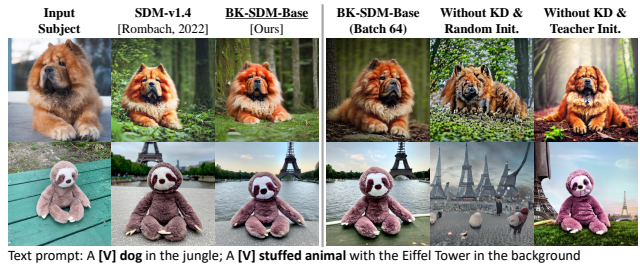 Input SDM-v1.4 BK-SDM-Base BK-SDM-Base Without KD & Without KD &
Subject [Rombach, 2022] [Ours] (Batch 64) Random Init. Teacher Init.
Text prompt: A [V] dog in the jungle; A [V] stuffed animal with the Eiffel Tower in the background